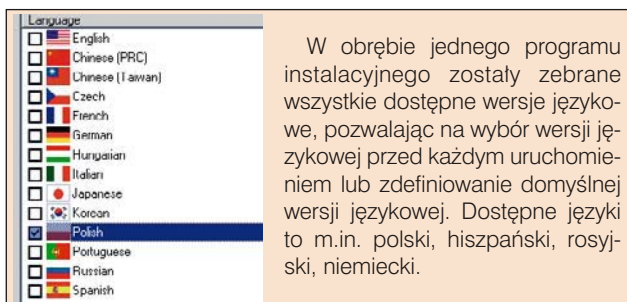 Language
English
Chinese (PRC)
Chinese (Taiwan)
Czech
French
German
Hungarian
Italian
Japanese
Korean
Polish
Portuguese
Russian
Spanish
W obrębie jednego programu
instalacyjnego zostały zebrane
wszystkie dostępne wersje języko-
we, pozwalając na wybór wersji ję-
zykowej przed każdym uruchomie-
niem lub zdefiniowanie domyślnej
wersji językowej. Dostępne języki
to m.in. polski, hiszpański, rosyj-
ski, niemiecki.